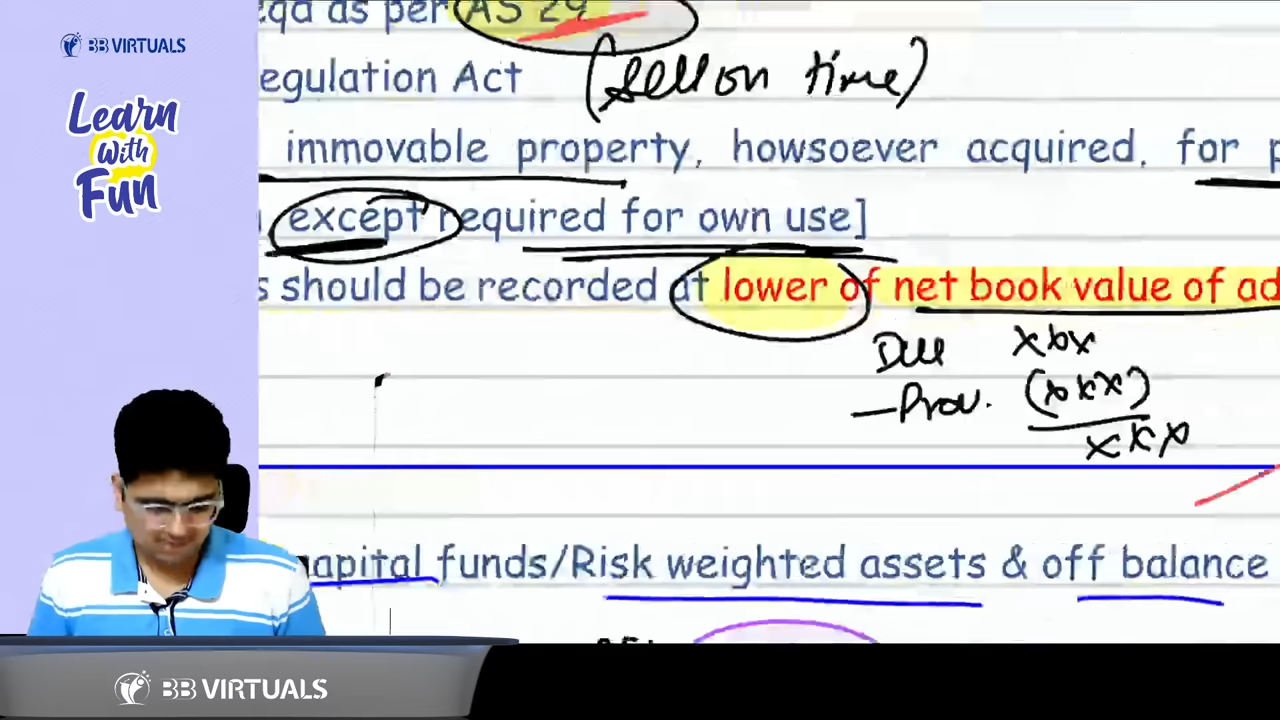 BB VIRTUALS
Learn
With
Fun
eqd as per AS 29
egulation Act (sell on time)
immovable property, howsoever acquired, for p
except required for own use]
s should be recorded at lower of net book value of ad
Due xxx
- Prov. (xxx)
xxx
capital funds/Risk weighted assets & off balance
BB VIRTUALS